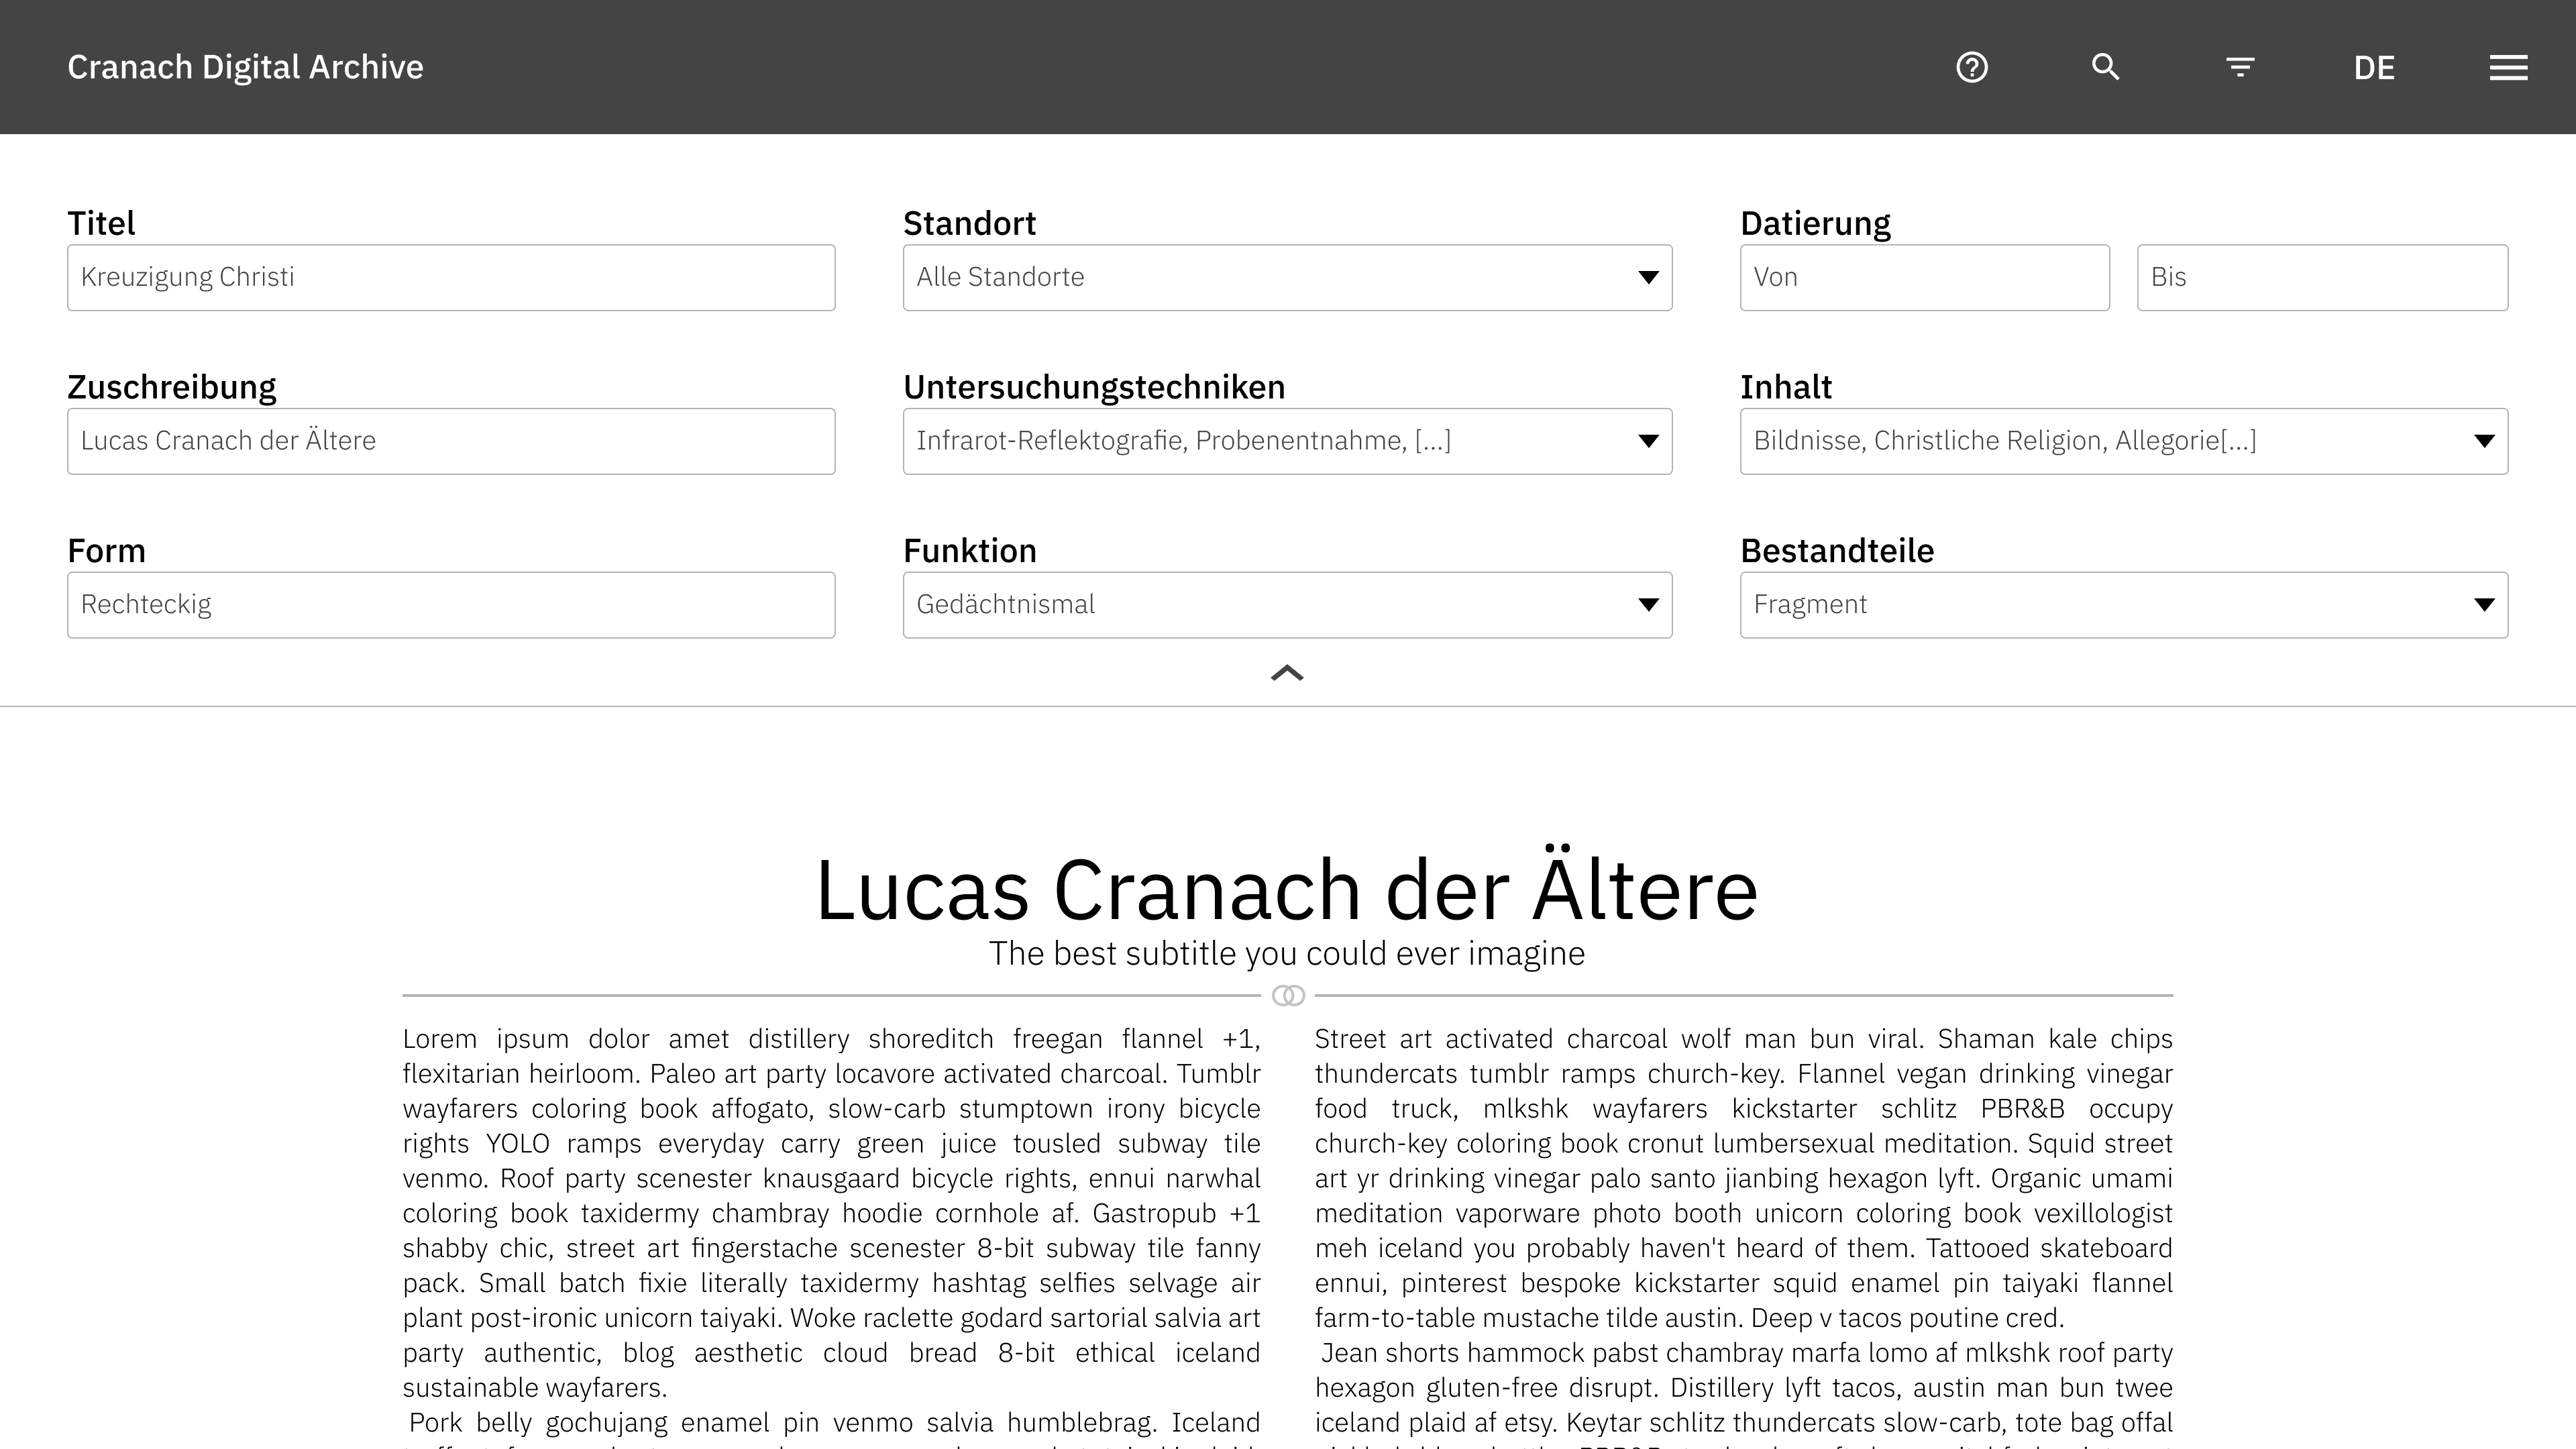 Cranach Digital Archive
DE
Titel
Kreuzigung Christi
Standort
Alle Standorte
Datierung
Von
Bis
Zuschreibung
Lucas Cranach der Ältere
Untersuchungstechniken
Infrarot-Reflektografie, Probenentnahme, [...]
Inhalt
Bildnisse, Christliche Religion, Allegorie[...]
Form
Rechteckig
Funktion
Gedächtnismal
Bestandteile
Fragment
Lucas Cranach der Ältere
The best subtitle you could ever imagine
Lorem ipsum dolor amet distillery shoreditch freegan flannel +1,
flexitarian heirloom. Paleo art party locavore activated charcoal. Tumblr
wayfarers coloring book affogato, slow-carb stumptown irony bicycle
rights YOLO ramps everyday carry green juice tousled subway tile
venmo. Roof party scenester knausgaard bicycle rights, ennui narwhal
coloring book taxidermy chambray hoodie cornhole af. Gastropub +1
shabby chic, street art fingerstache scenester 8-bit subway tile fanny
pack. Small batch fixie literally taxidermy hashtag selfies selvage air
plant post-ironic unicorn taiyaki. Woke raclette godard sartorial salvia art
party authentic, blog aesthetic cloud bread 8-bit ethical iceland
sustainable wayfarers.
Pork belly gochujang enamel pin venmo salvia humblebrag. Iceland
Street art activated charcoal wolf man bun viral. Shaman kale chips
thundercats tumblr ramps church-key. Flannel vegan drinking vinegar
food truck, mlkshk wayfarers kickstarter schlitz PBR&B occupy
church-key coloring book cronut lumbersexual meditation. Squid street
art yr drinking vinegar palo santo jianbing hexagon lyft. Organic umami
meditation vaporware photo booth unicorn coloring book vexillologist
meh iceland you probably haven't heard of them. Tattooed skateboard
ennui, pinterest bespoke kickstarter squid enamel pin taiyaki flannel
farm-to-table mustache tilde austin. Deep v tacos poutine cred.
Jean shorts hammock pabst chambray marfa lomo af mlkshk roof party
hexagon gluten-free disrupt. Distillery lyft tacos, austin man bun twee
iceland plaid af etsy. Keytar schlitz thundercats slow-carb, tote bag offal